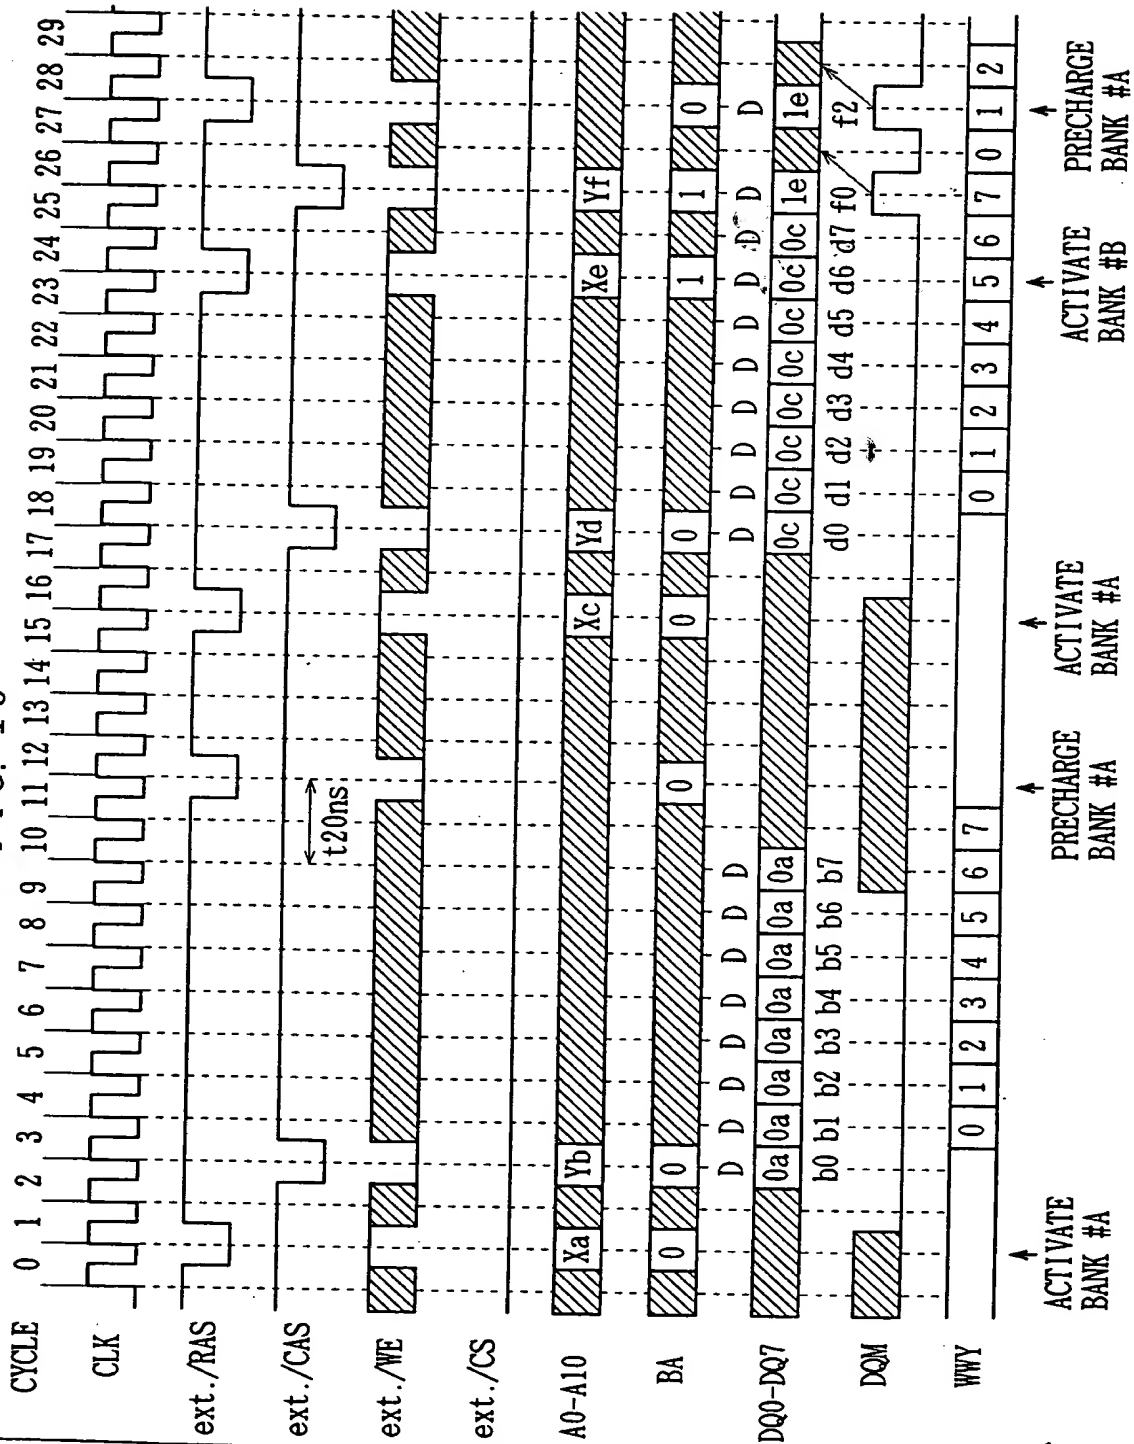 CYCLE 0 1 2 3 4 5 6 7 8 9 10 11 12 13 14 15 16 17 18 19 20 21 22 23 24 25 26 27 28 29
CLK
ext./RAS
ext./CAS
t20ns
ext./WE
ext./CS
A0-A10 Xa Yb Xc Yd Xe Yf
BA 0 0 0 0 0 1 1 0
D D D D D D D D D D D D D D D D D D
DQ0-DQ7 0a 0a 0a 0a 0a 0a 0a 0a 0c 0c 0c 0c 0c 0c 0c 0c 1e 1e
b0 b1 b2 b3 b4 b5 b6 b7 d0 d1 d2 d3 d4 d5 d6 d7 f0 f2
DQM
WWY 0 1 2 3 4 5 6 7 0 1 2 3 4 5 6 7 0 1 2
ACTIVATE
BANK #A
PRECHARGE
BANK #A
ACTIVATE
BANK #A
ACTIVATE
BANK #B
PRECHARGE
BANK #A